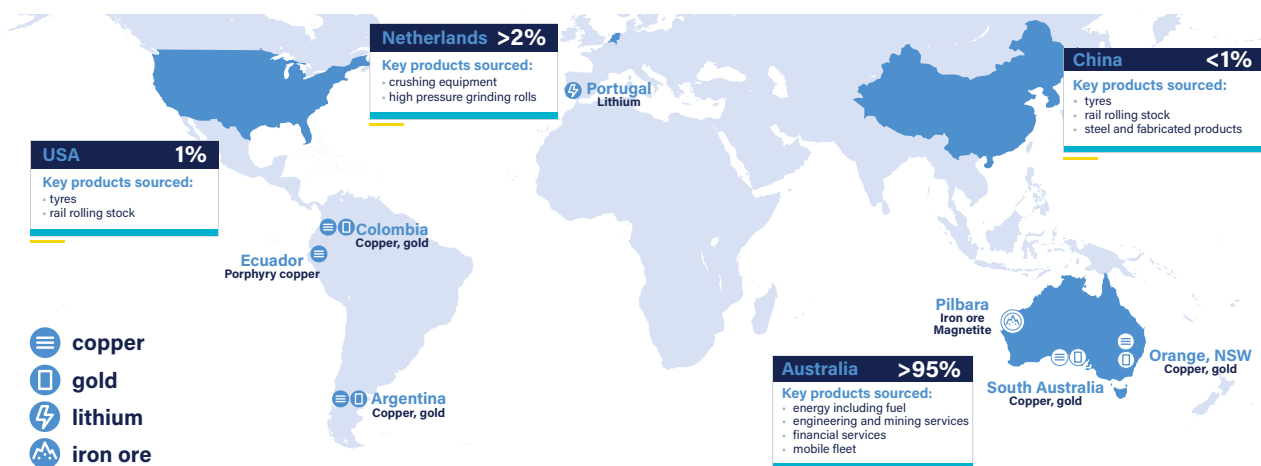 Netherlands >2%
Key products sourced:
• crushing equipment
• high pressure grinding rolls
Portugal
Lithium
China <1%
Key products sourced:
• tyres
• rail rolling stock
• steel and fabricated products
USA 1%
Key products sourced:
• tyres
• rail rolling stock
Colombia
Copper, gold
Ecuador
Porphyry copper
Argentina
Copper, gold
copper
gold
lithium
iron ore
Pilbara
Iron ore
Magnetite
Orange, NSW
Copper, gold
South Australia
Copper, gold
Australia >95%
Key products sourced:
• energy including fuel
• engineering and mining services
• financial services
• mobile fleet